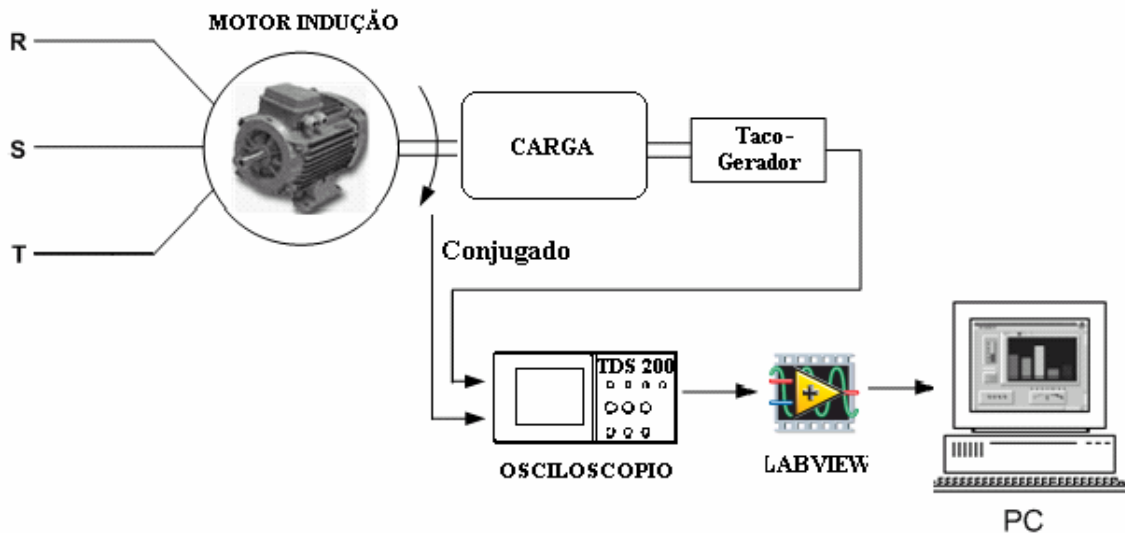 MOTOR INDUÇÃO
R
S
T
CARGA
Taco-
Gerador
Conjugado
TDS 200
OSCILOSCOPIO
LABVIEW
PC